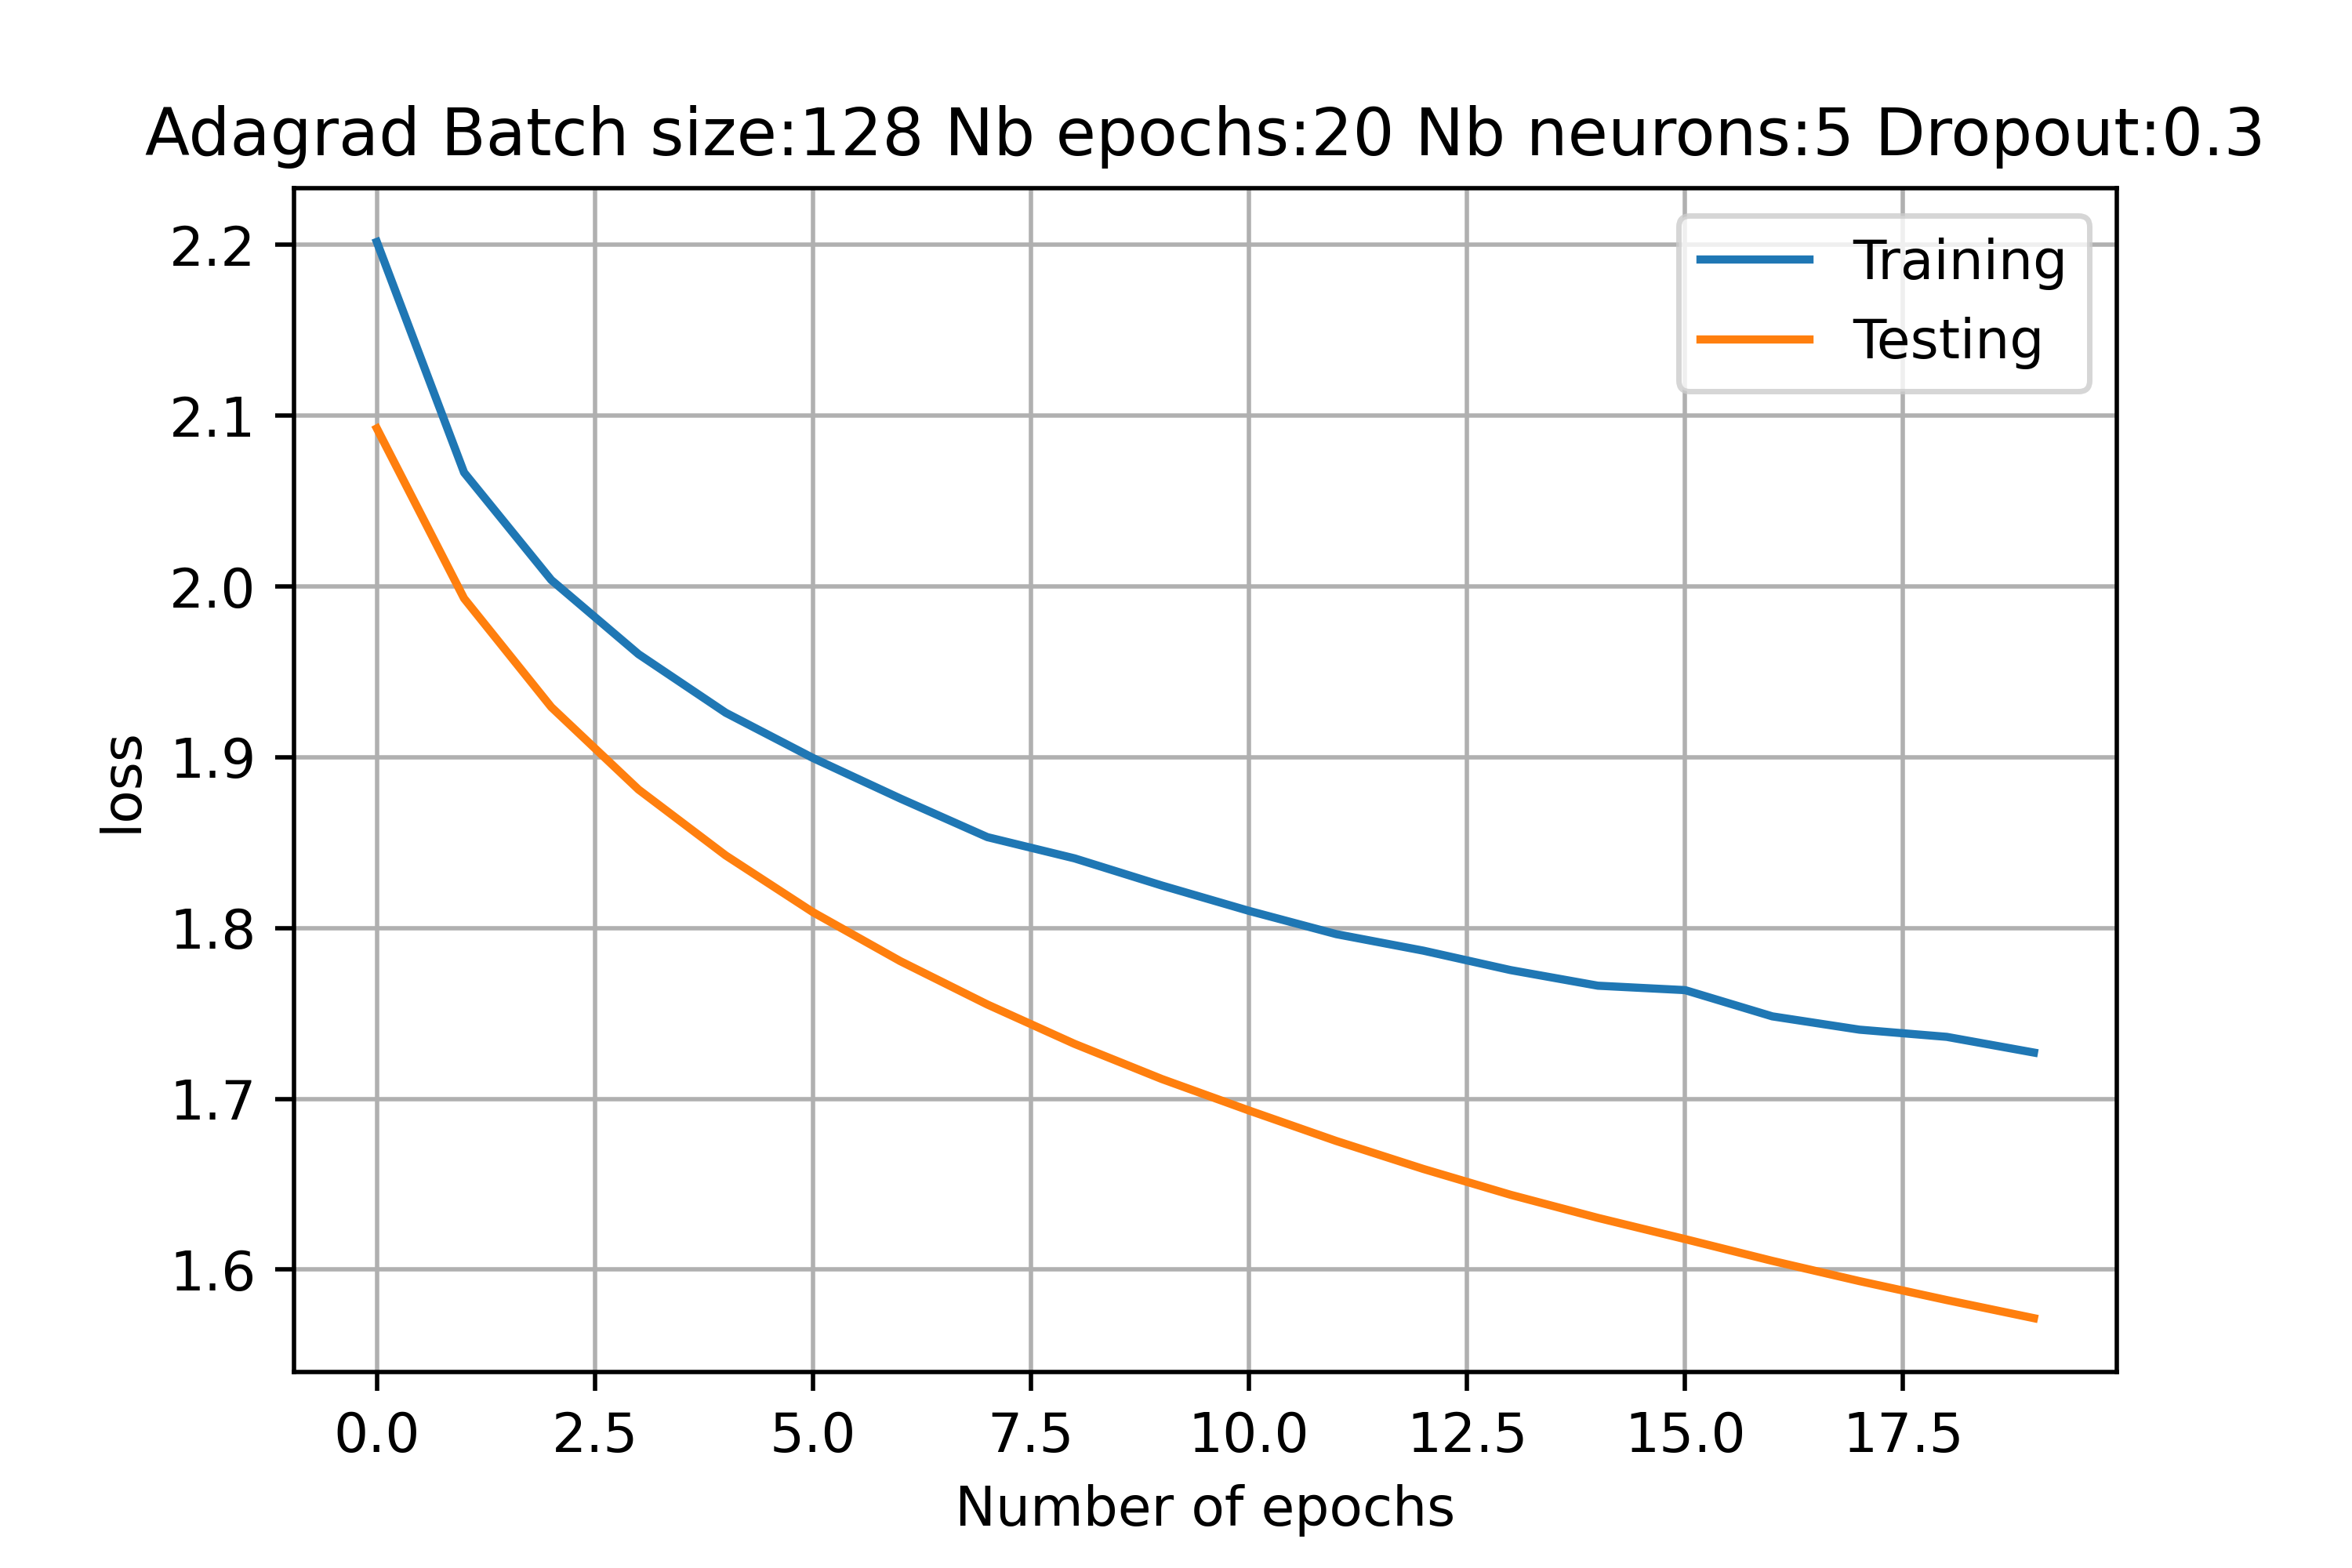 Adagrad Batch size:128 Nb epochs:20 Nb neurons:5 Dropout:0.3
Training
Testing
2.2
2.1
2.0
1.9
1.8
1.7
1.6
loss
0.0 2.5 5.0 7.5 10.0 12.5 15.0 17.5
Number of epochs